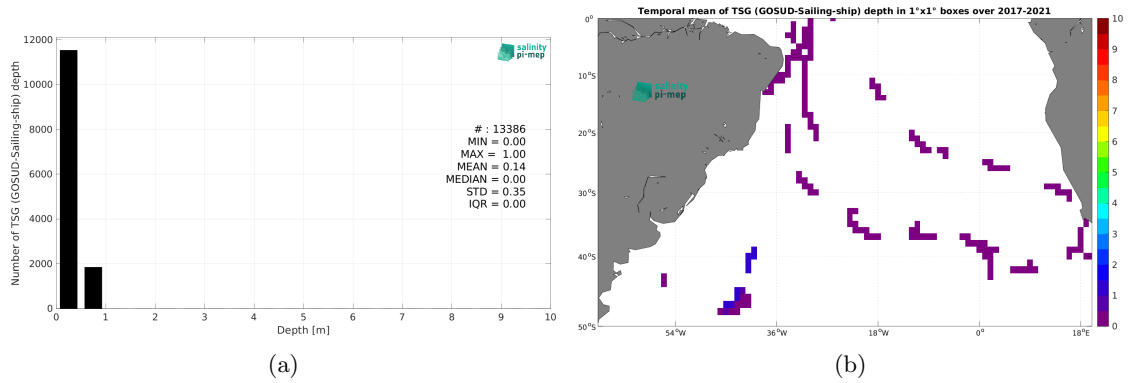 12000
10000
8000
6000
4000
2000
0
Number of TSG (GOSUD-Sailing-ship) depth
salinity
pi-mep
# : 13386
MIN = 0.00
MAX = 1.00
MEAN = 0.14
MEDIAN = 0.00
STD = 0.35
IQR = 0.00
0 1 2 3 4 5 6 7 8 9 10
Depth [m]
(a)
Temporal mean of TSG (GOSUD-Sailing-ship) depth in 1°x1° boxes over 2017-2021
0°
10°S
20°S
30°S
40°S
50°S
salinity
pi-mep
54°W 36°W 18°W 0° 18°E
10
9
8
7
6
5
4
3
2
1
0
(b)